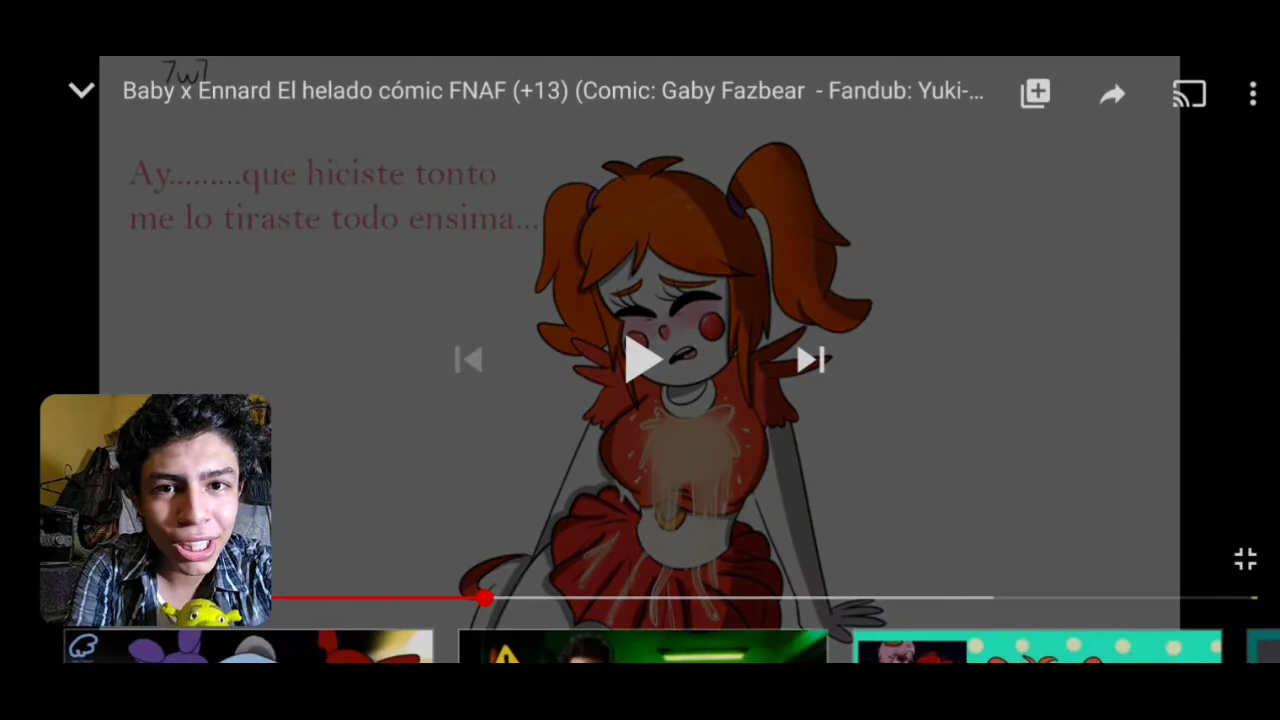 7w7
Baby x Ennard El helado cómic FNAF (+13) (Comic: Gaby Fazbear - Fandub: Yuki-...
Ay.........que hiciste tonto
me lo tiraste todo ensima...